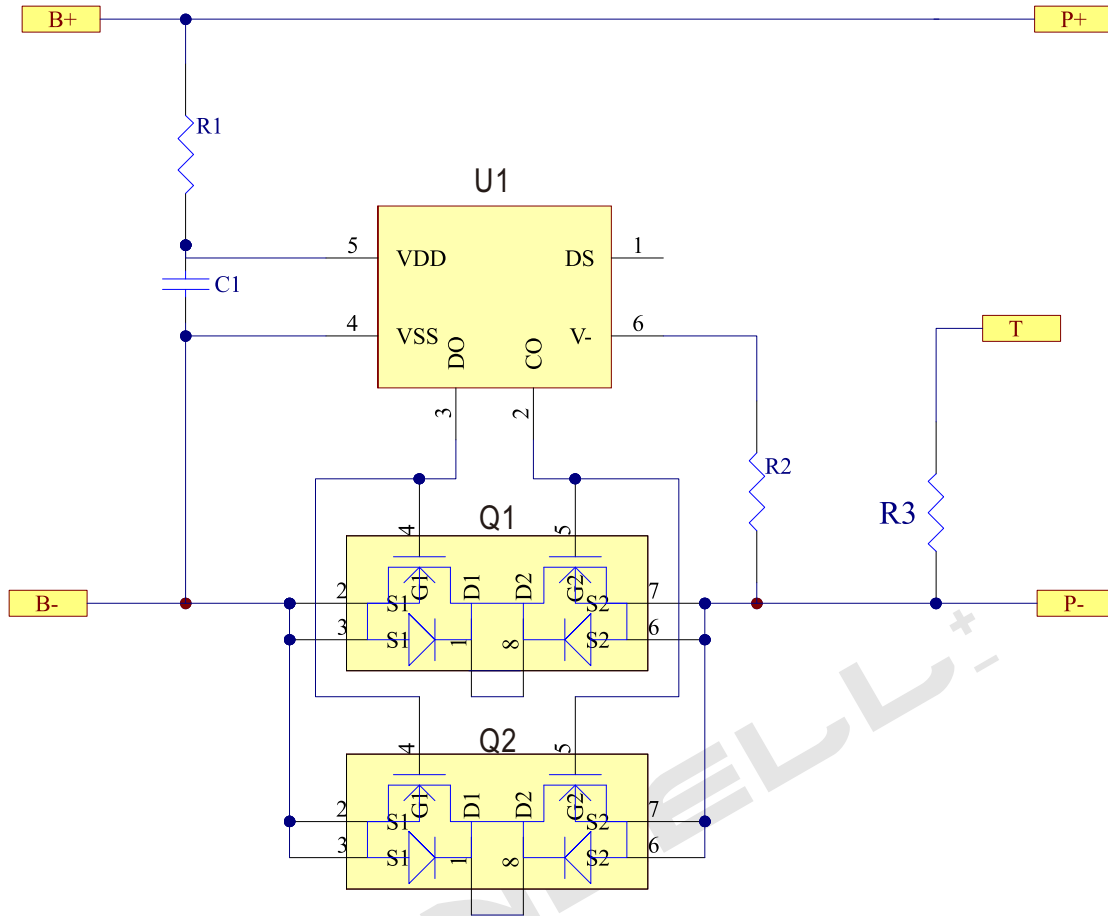 B+
P+
R1
U1
5
VDD
DS
1
C1
4
VSS
DO
CO
V-
6
T
3
2
R2
R3
Q1
4
5
G1
D1
D2
G2
B-
2
S1
S2
7
P-
3
S1
1
8
S2
6
Q2
4
5
G1
D1
D2
G2
2
S1
S2
7
3
S1
1
8
S2
6
ELL+-